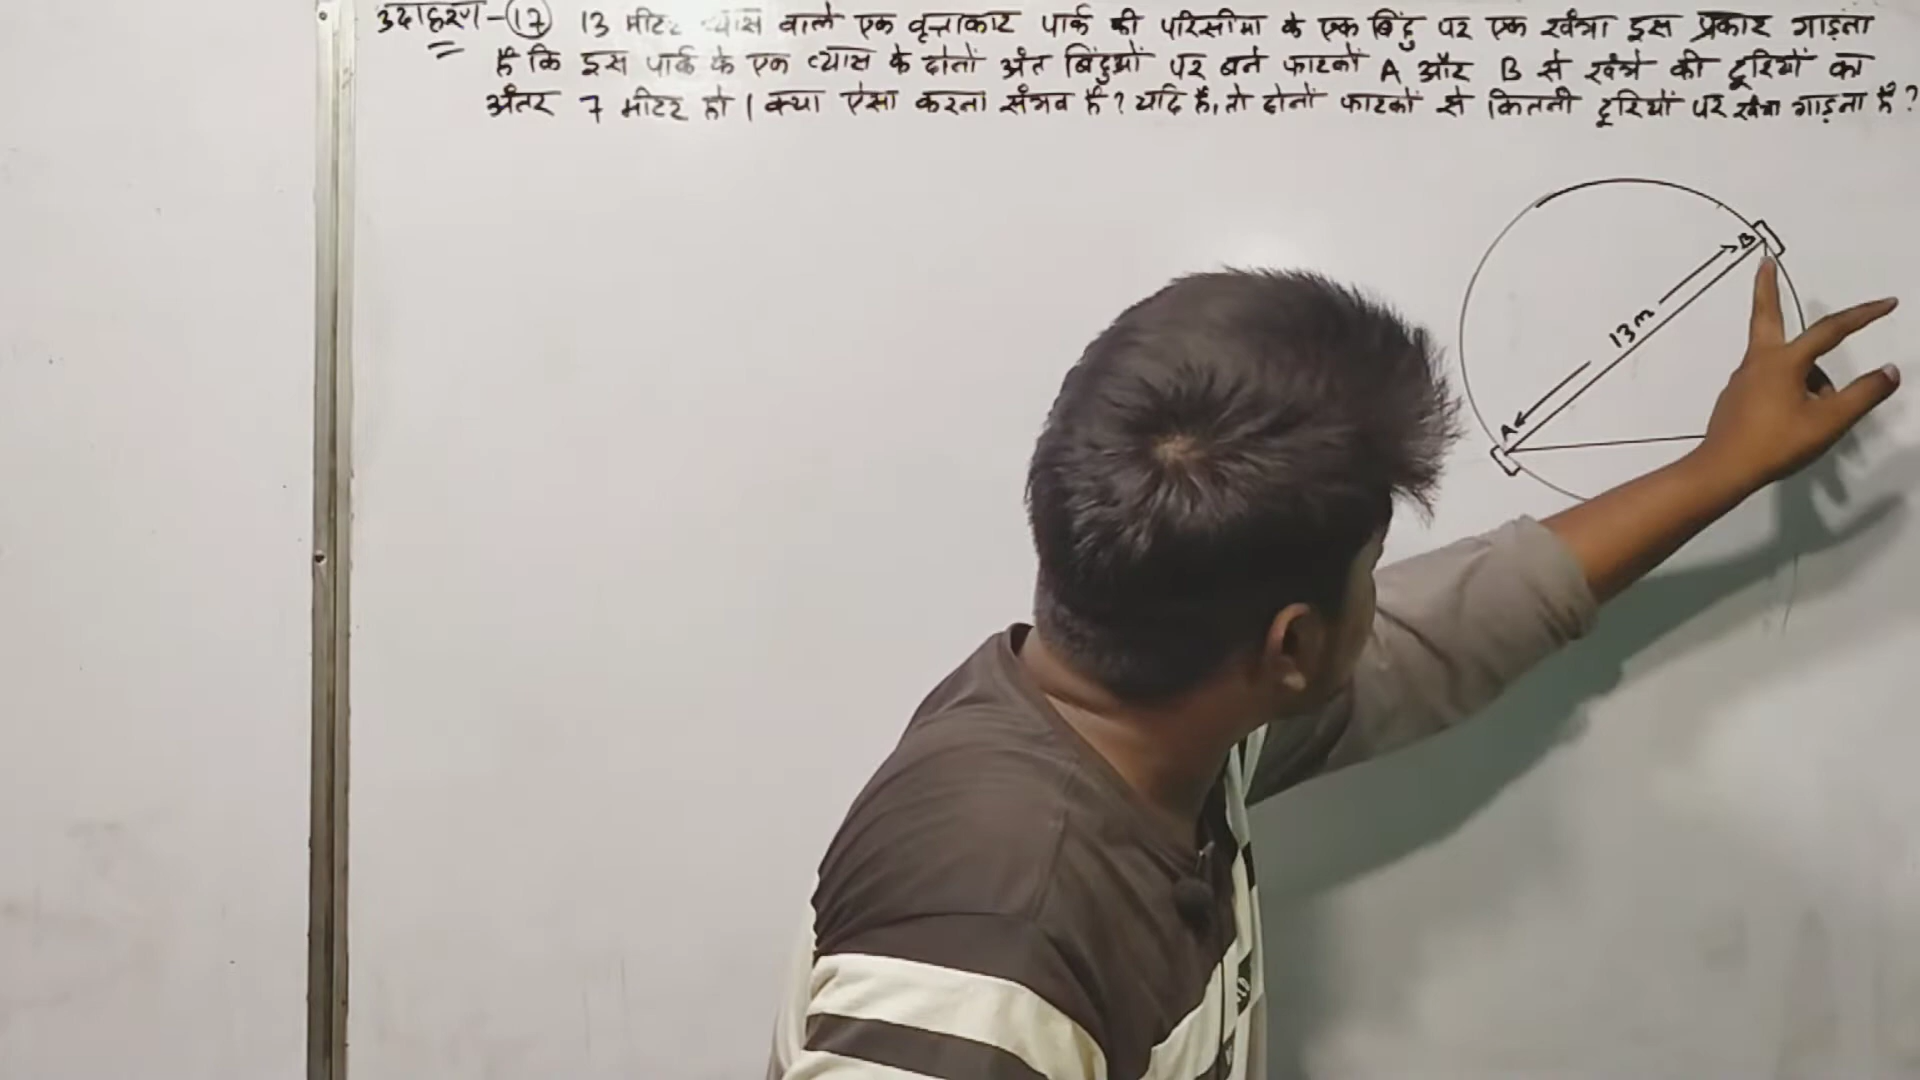 उदाहरण - 17 13 मीटर व्यास वाले एक वृत्ताकार पार्क की परिसीमा के एक बिंदु पर एक खंभा इस प्रकार गाड़ना
है कि इस पार्क के एक व्यास के दोनों अंत बिंदुओं पर बने फाटकों A और B से खंभे की दूरियों का
अंतर 7 मीटर हो । क्या ऐसा करना संभव है ? यदि है, तो दोनों फाटकों से कितनी दूरियों पर खंभा गाड़ना है ?
B
13m
A